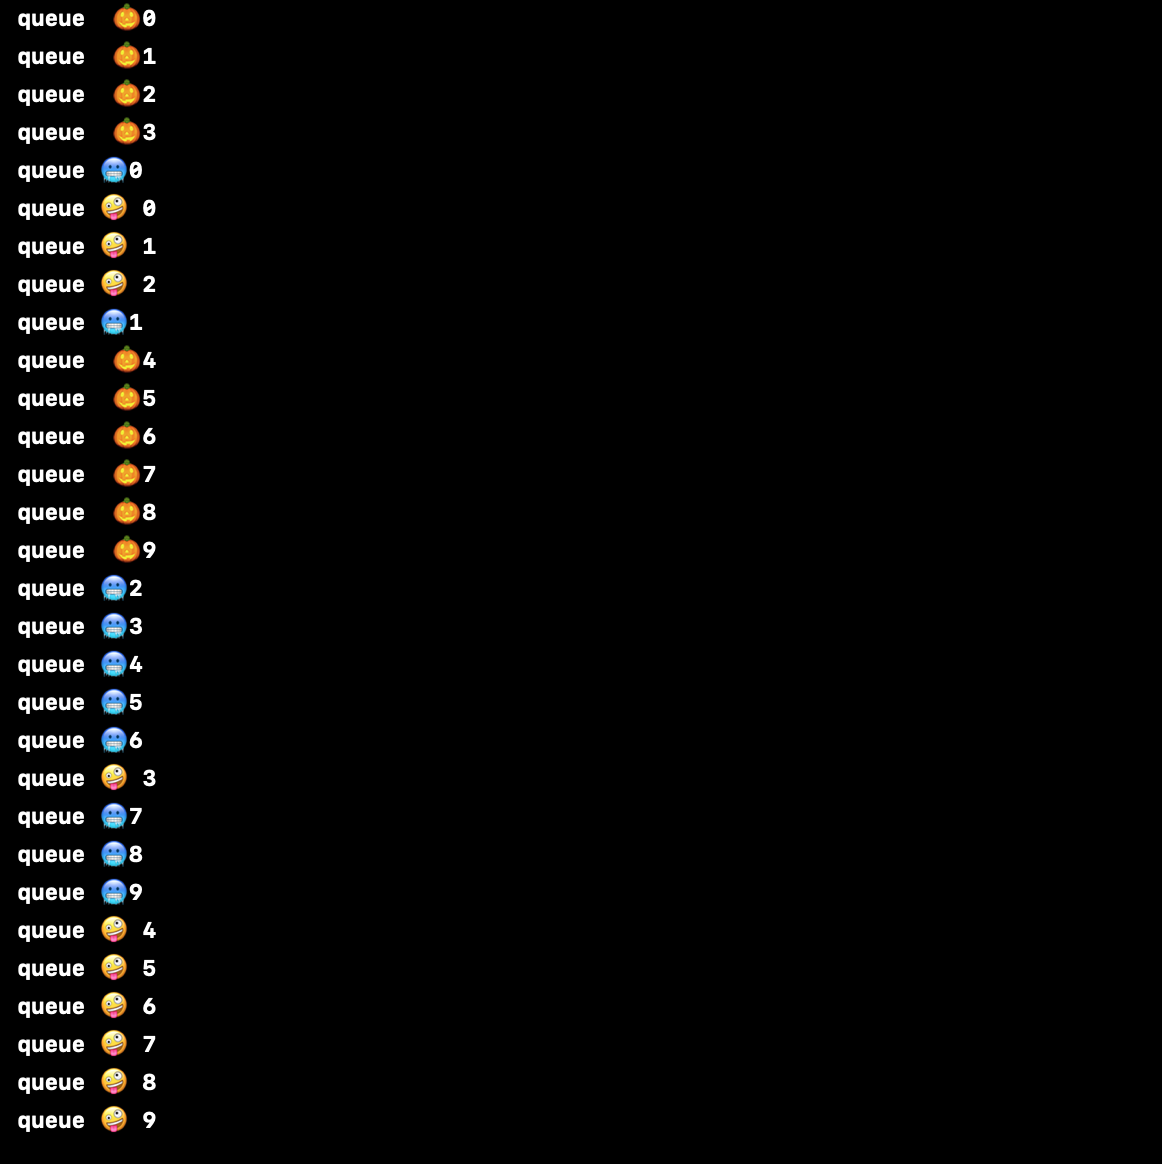 queue  🎃0
queue  🎃1
queue  🎃2
queue  🎃3
queue 🥶0
queue 🤪 0
queue 🤪 1
queue 🤪 2
queue 🥶1
queue  🎃4
queue  🎃5
queue  🎃6
queue  🎃7
queue  🎃8
queue  🎃9
queue 🥶2
queue 🥶3
queue 🥶4
queue 🥶5
queue 🥶6
queue 🤪 3
queue 🥶7
queue 🥶8
queue 🥶9
queue 🤪 4
queue 🤪 5
queue 🤪 6
queue 🤪 7
queue 🤪 8
queue 🤪 9